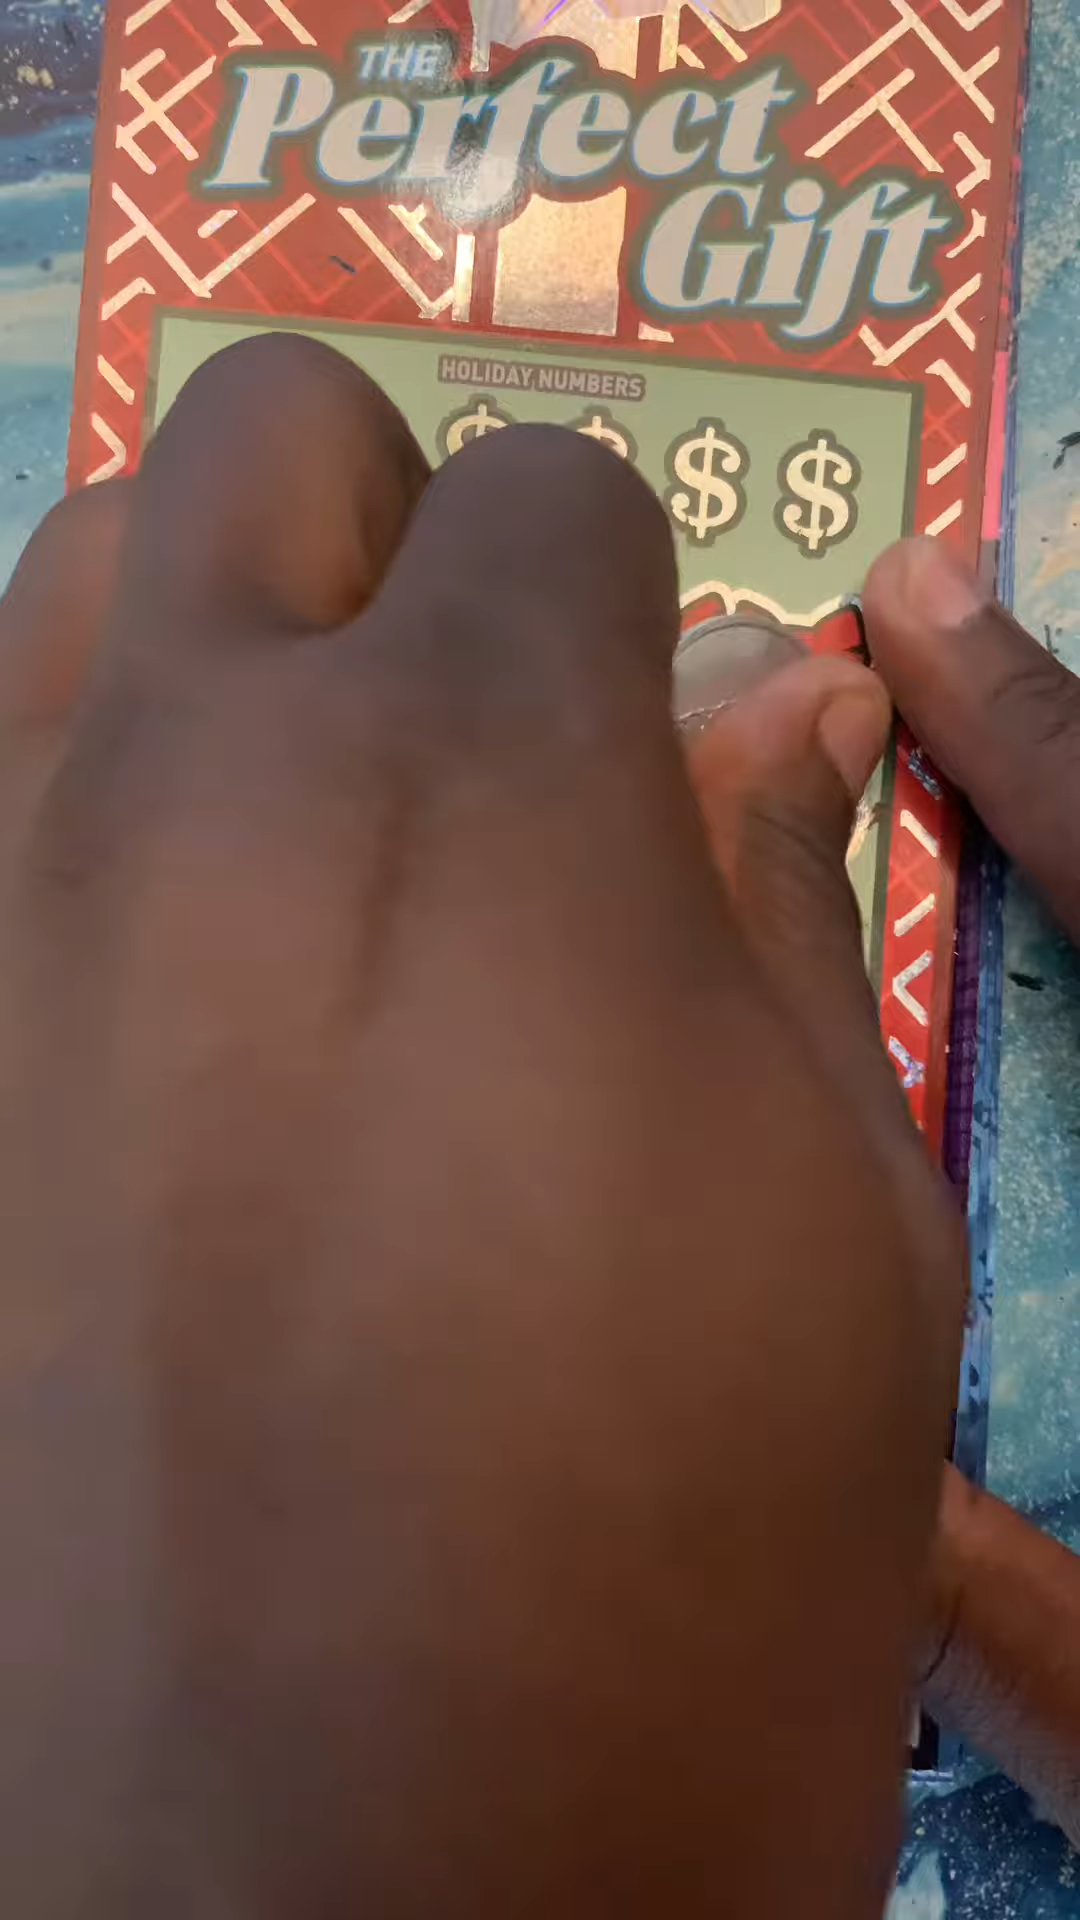 THE
Perfect
Gift
HOLIDAY NUMBERS
$ $ $ $